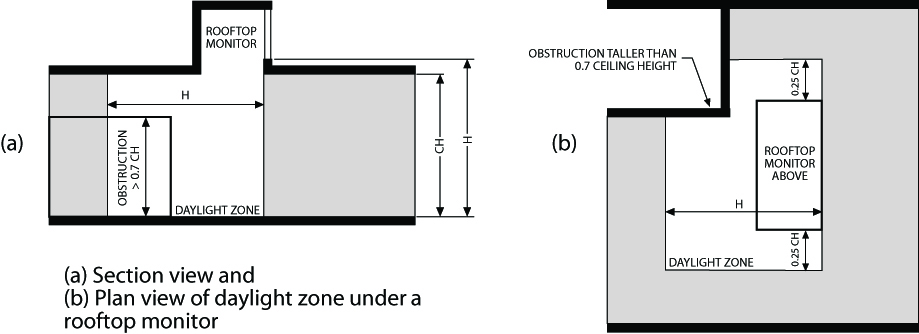 (a)
ROOFTOP
MONITOR
H
OBSTRUCTION
> 0.7 CH
DAYLIGHT ZONE
CH
H
(a) Section view and
(b) Plan view of daylight zone under a
rooftop monitor
(b)
OBSTRUCTION TALLER THAN
0.7 CEILING HEIGHT
0.25 CH
ROOFTOP
MONITOR
ABOVE
H
0.25 CH
DAYLIGHT ZONE